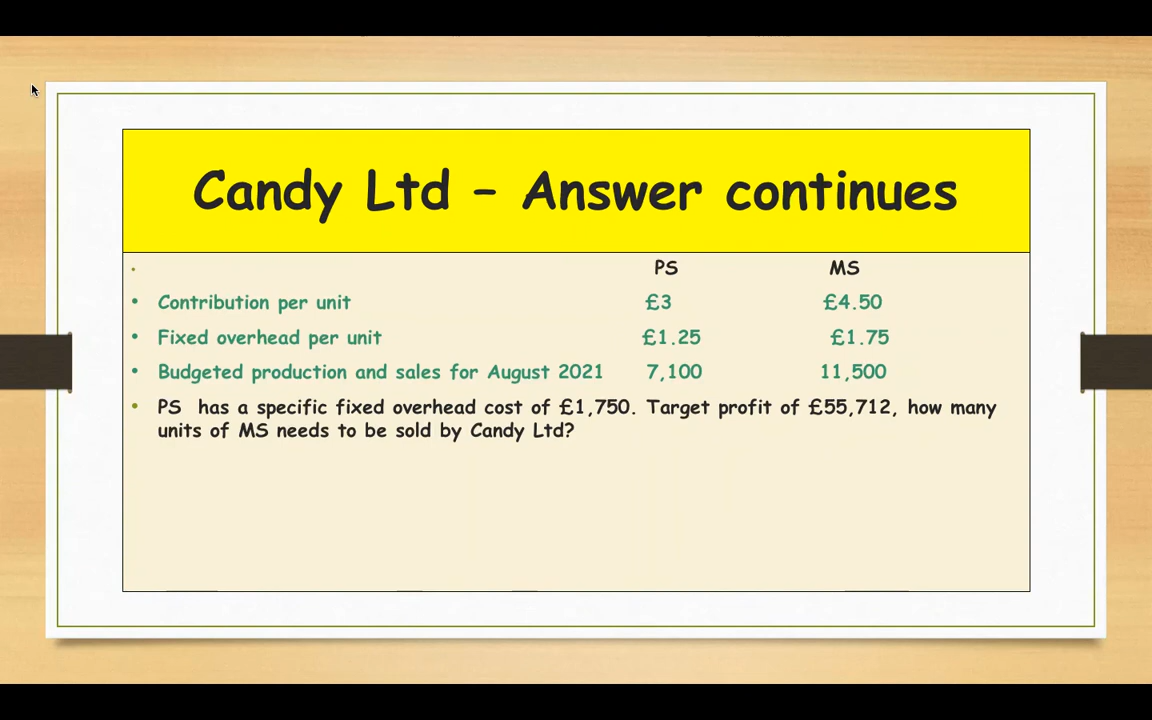 Candy Ltd – Answer continues
• PS MS
• Contribution per unit £3 £4.50
• Fixed overhead per unit £1.25 £1.75
• Budgeted production and sales for August 2021 7,100 11,500
• PS has a specific fixed overhead cost of £1,750. Target profit of £55,712, how many
units of MS needs to be sold by Candy Ltd?